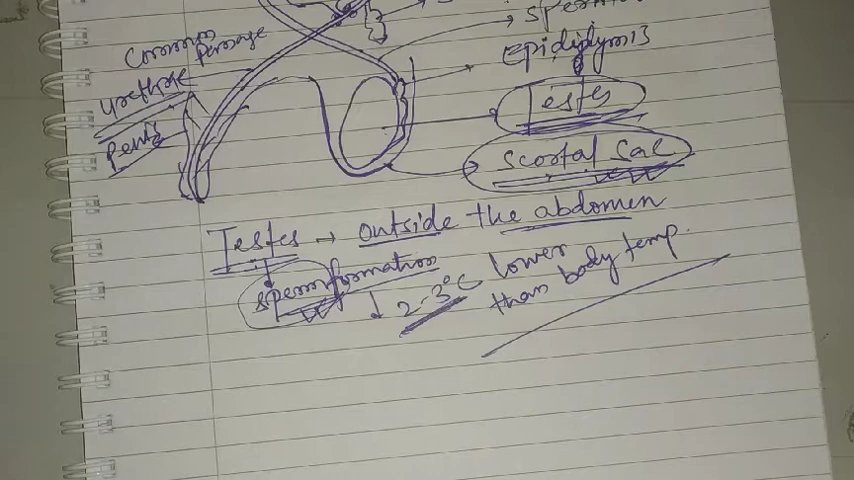 Common
Passage
urethra
Penis
Epididymis
Testes
Scortal Sac
Testes → outside the abdomen
sperm formation
↓ 2-3°C lower
than body temp.